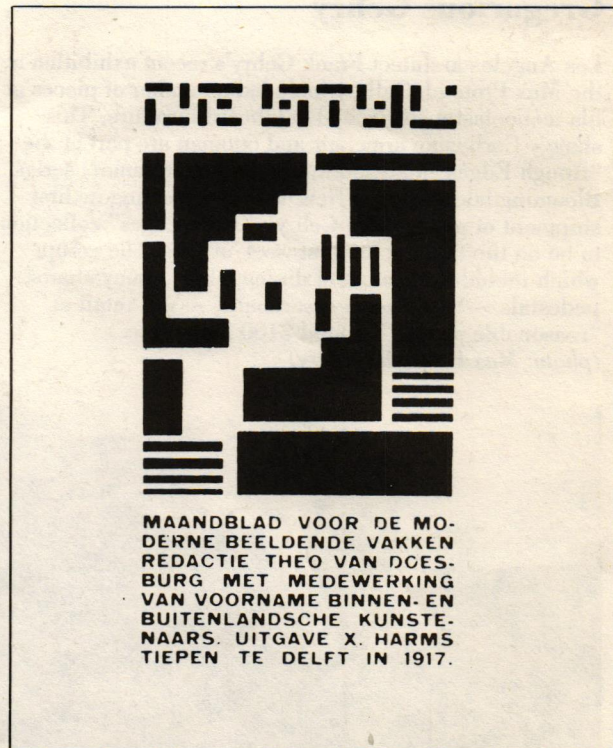 DE STIJL
MAANDBLAD VOOR DE MO-
DERNE BEELDENDE VAKKEN
REDACTIE THEO VAN DOES-
BURG MET MEDEWERKING
VAN VOORNAME BINNEN- EN
BUITENLANDSCHE KUNSTE-
NAARS. UITGAVE X. HARMS
TIEPEN TE DELFT IN 1917.